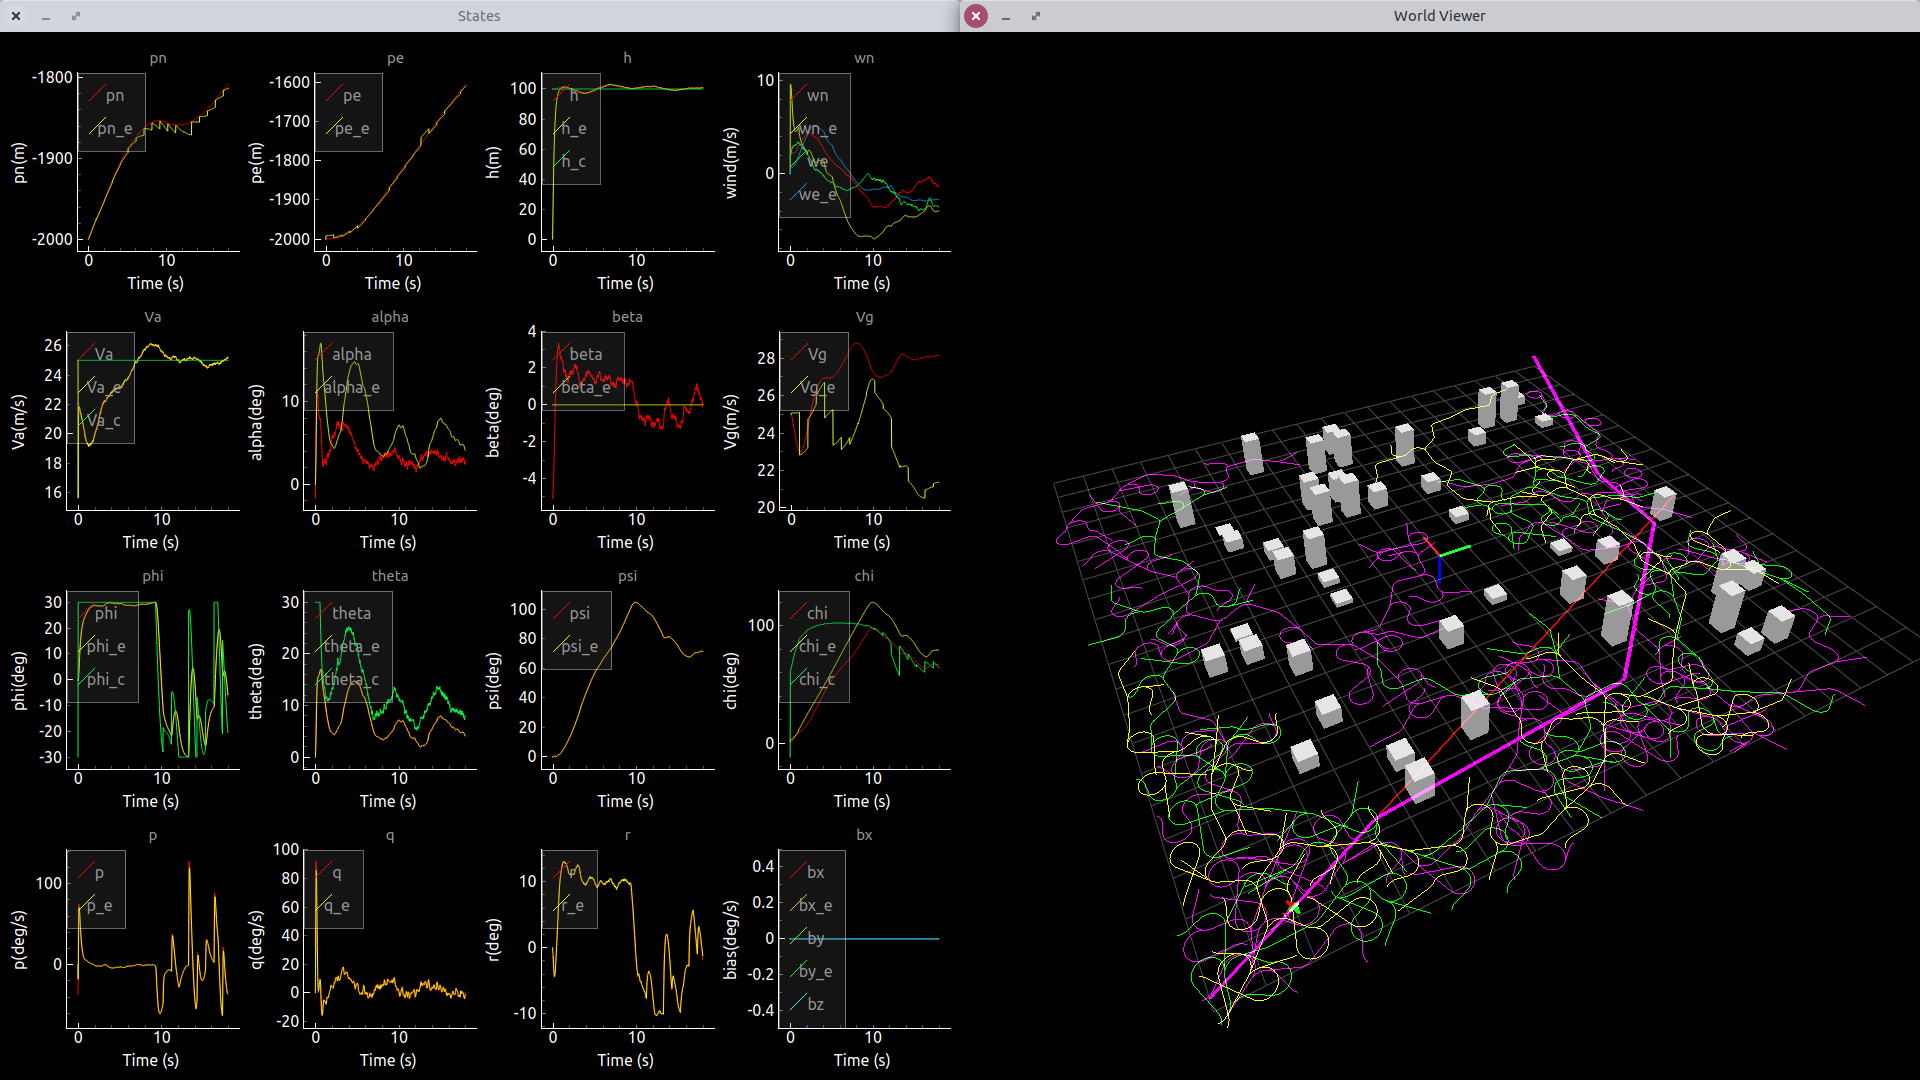 States
World Viewer
pn
pn
pn_e
-1800
-1900
-2000
pn(m)
0
10
Time (s)
pe
pe
pe_e
-1600
-1700
-1800
-1900
-2000
pe(m)
0
10
Time (s)
h
h
h_e
h_c
100
80
60
40
20
0
h(m)
0
10
Time (s)
wn
wn
wn_e
we
we_e
10
0
wind(m/s)
0
10
Time (s)
Va
Va
Va_e
Va_c
26
24
22
20
18
16
Va(m/s)
0
10
Time (s)
alpha
alpha
alpha_e
10
0
alpha(deg)
0
10
Time (s)
beta
beta
beta_e
4
2
0
-2
-4
beta(deg)
0
10
Time (s)
Vg
Vg
Vg_e
28
26
24
22
20
Vg(m/s)
0
10
Time (s)
phi
phi
phi_e
phi_c
30
20
10
0
-10
-20
-30
phi(deg)
0
10
Time (s)
theta
theta
theta_e
theta_c
30
20
10
0
theta(deg)
0
10
Time (s)
psi
psi
psi_e
100
80
60
40
20
0
psi(deg)
0
10
Time (s)
chi
chi
chi_e
chi_c
100
0
chi(deg)
0
10
Time (s)
p
p
p_e
100
0
p(deg/s)
0
10
Time (s)
q
q
q_e
100
80
60
40
20
0
-20
q(deg/s)
0
10
Time (s)
r
r
r_e
10
0
-10
r(deg)
0
10
Time (s)
bx
bx
bx_e
by
by_e
bz
0.4
0.2
0
-0.2
-0.4
bias(deg/s)
0
10
Time (s)